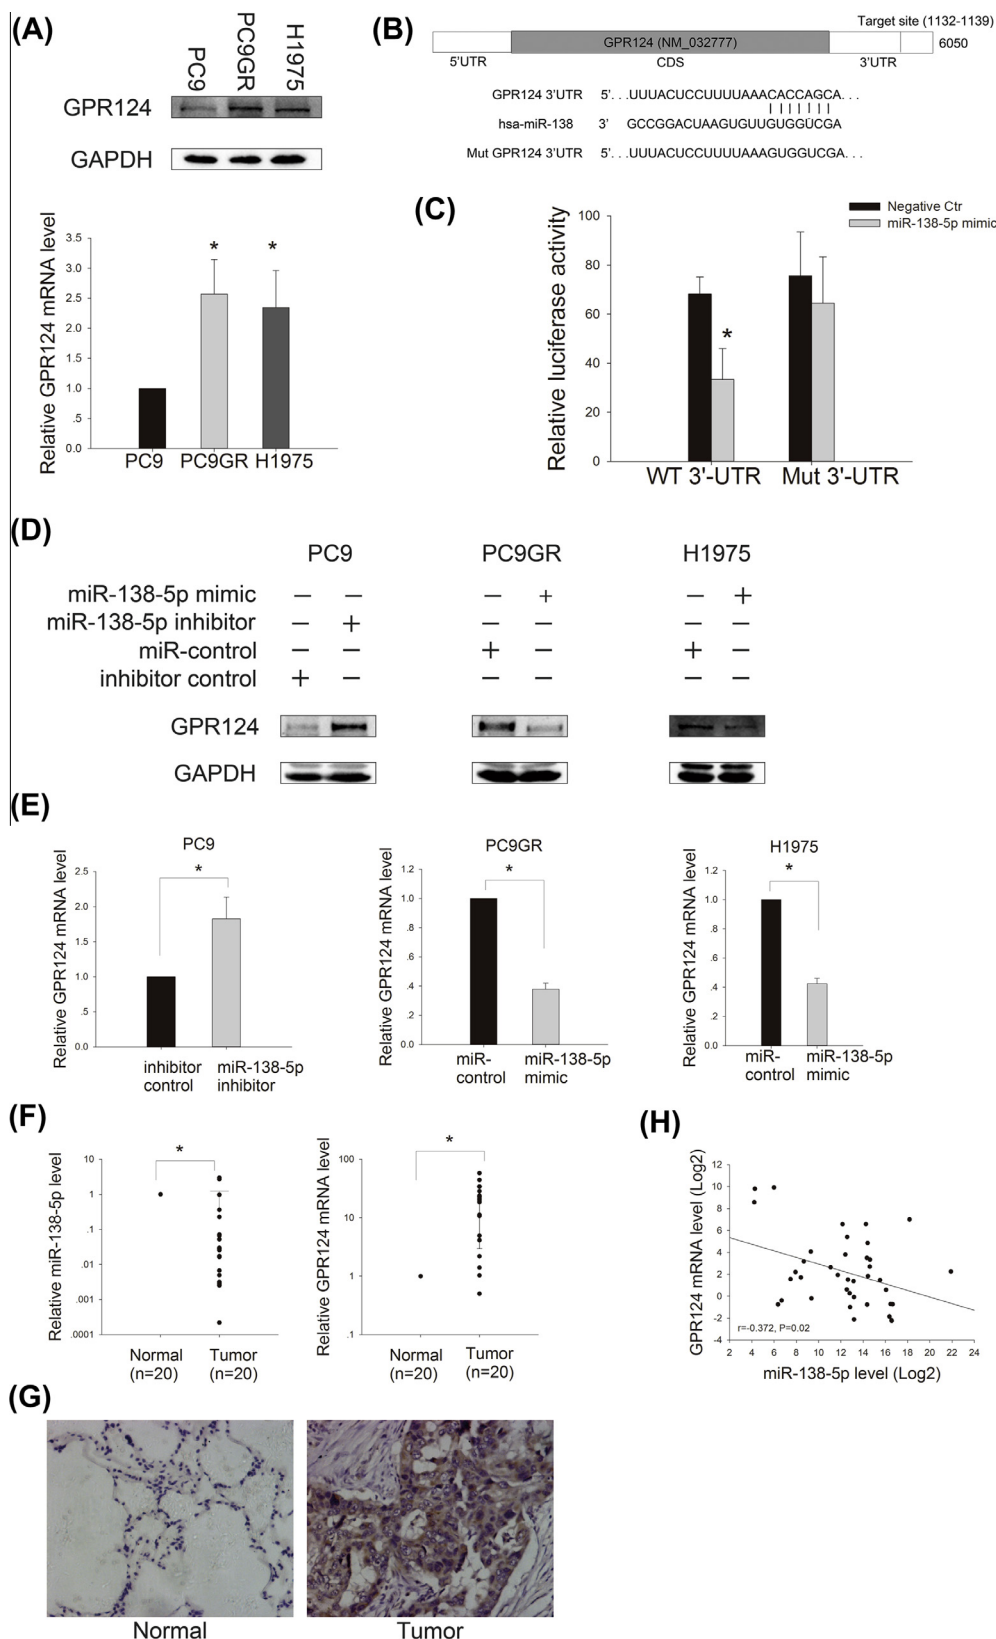 (A)
PC9
PC9GR
H1975
GPR124
GAPDH
Relative GPR124 mRNA level
3.5
3.0
2.5
2.0
1.5
1.0
.5
0.0
*
*
PC9 PC9GR H1975
(B)
Target site (1132-1139)
GPR124 (NM_032777)
6050
5'UTR CDS 3'UTR
GPR124 3'UTR 5'. . .UUUACUCCUUUUAAACACCAGCA. . .
hsa-miR-138 3' GCCGGACUAAGUGUUGUGGUCGA
Mut GPR124 3'UTR 5'. . .UUUACUCCUUUUAAAGUGGUCGA. . .
(C)
Negative Ctr
miR-138-5p mimic
Relative luciferase activity
100
80
60
40
20
0
*
WT 3'-UTR Mut 3'-UTR
(D)
PC9 PC9GR H1975
miR-138-5p mimic — — — + — +
miR-138-5p inhibitor — + — — — —
miR-control — — + — + —
inhibitor control + — — — — —
GPR124
GAPDH
(E)
PC9
Relative GPR124 mRNA level
2.5
2.0
1.5
1.0
.5
0.0
*
inhibitor control
miR-138-5p inhibitor
PC9GR
Relative GPR124 mRNA level
1.2
1.0
.8
.6
.4
.2
0.0
*
miR-control
miR-138-5p mimic
H1975
Relative GPR124 mRNA level
1.2
1.0
.8
.6
.4
.2
0.0
*
miR-control
miR-138-5p mimic
(F)
Relative miR-138-5p level
10
1
.1
.01
.001
.0001
*
Normal (n=20)
Tumor (n=20)
Relative GPR124 mRNA level
100
10
1
.1
*
Normal (n=20)
Tumor (n=20)
(H)
GPR124 mRNA level (Log2)
12
10
8
6
4
2
0
-2
-4
r=-0.372, P=0.02
2 4 6 8 10 12 14 16 18 20 22 24
miR-138-5p level (Log2)
(G)
Normal
Tumor